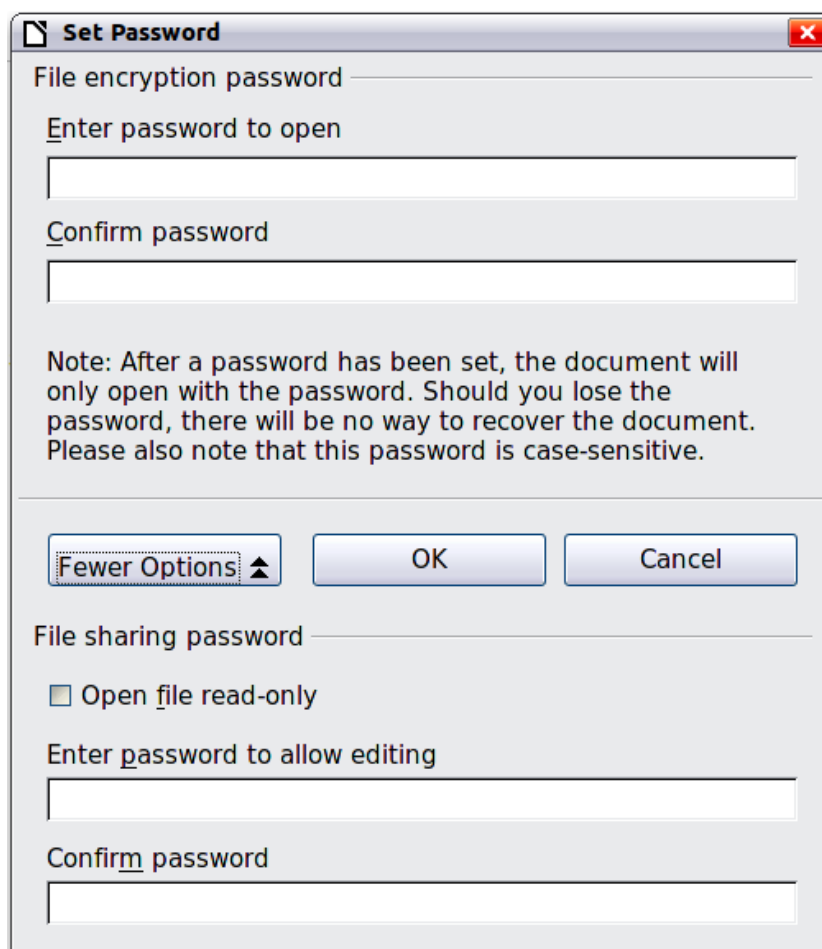 Set Password
File encryption password
Enter password to open
Confirm password
Note: After a password has been set, the document will
only open with the password. Should you lose the
password, there will be no way to recover the document.
Please also note that this password is case-sensitive.
Fewer Options OK Cancel
File sharing password
Open file read-only
Enter password to allow editing
Confirm password